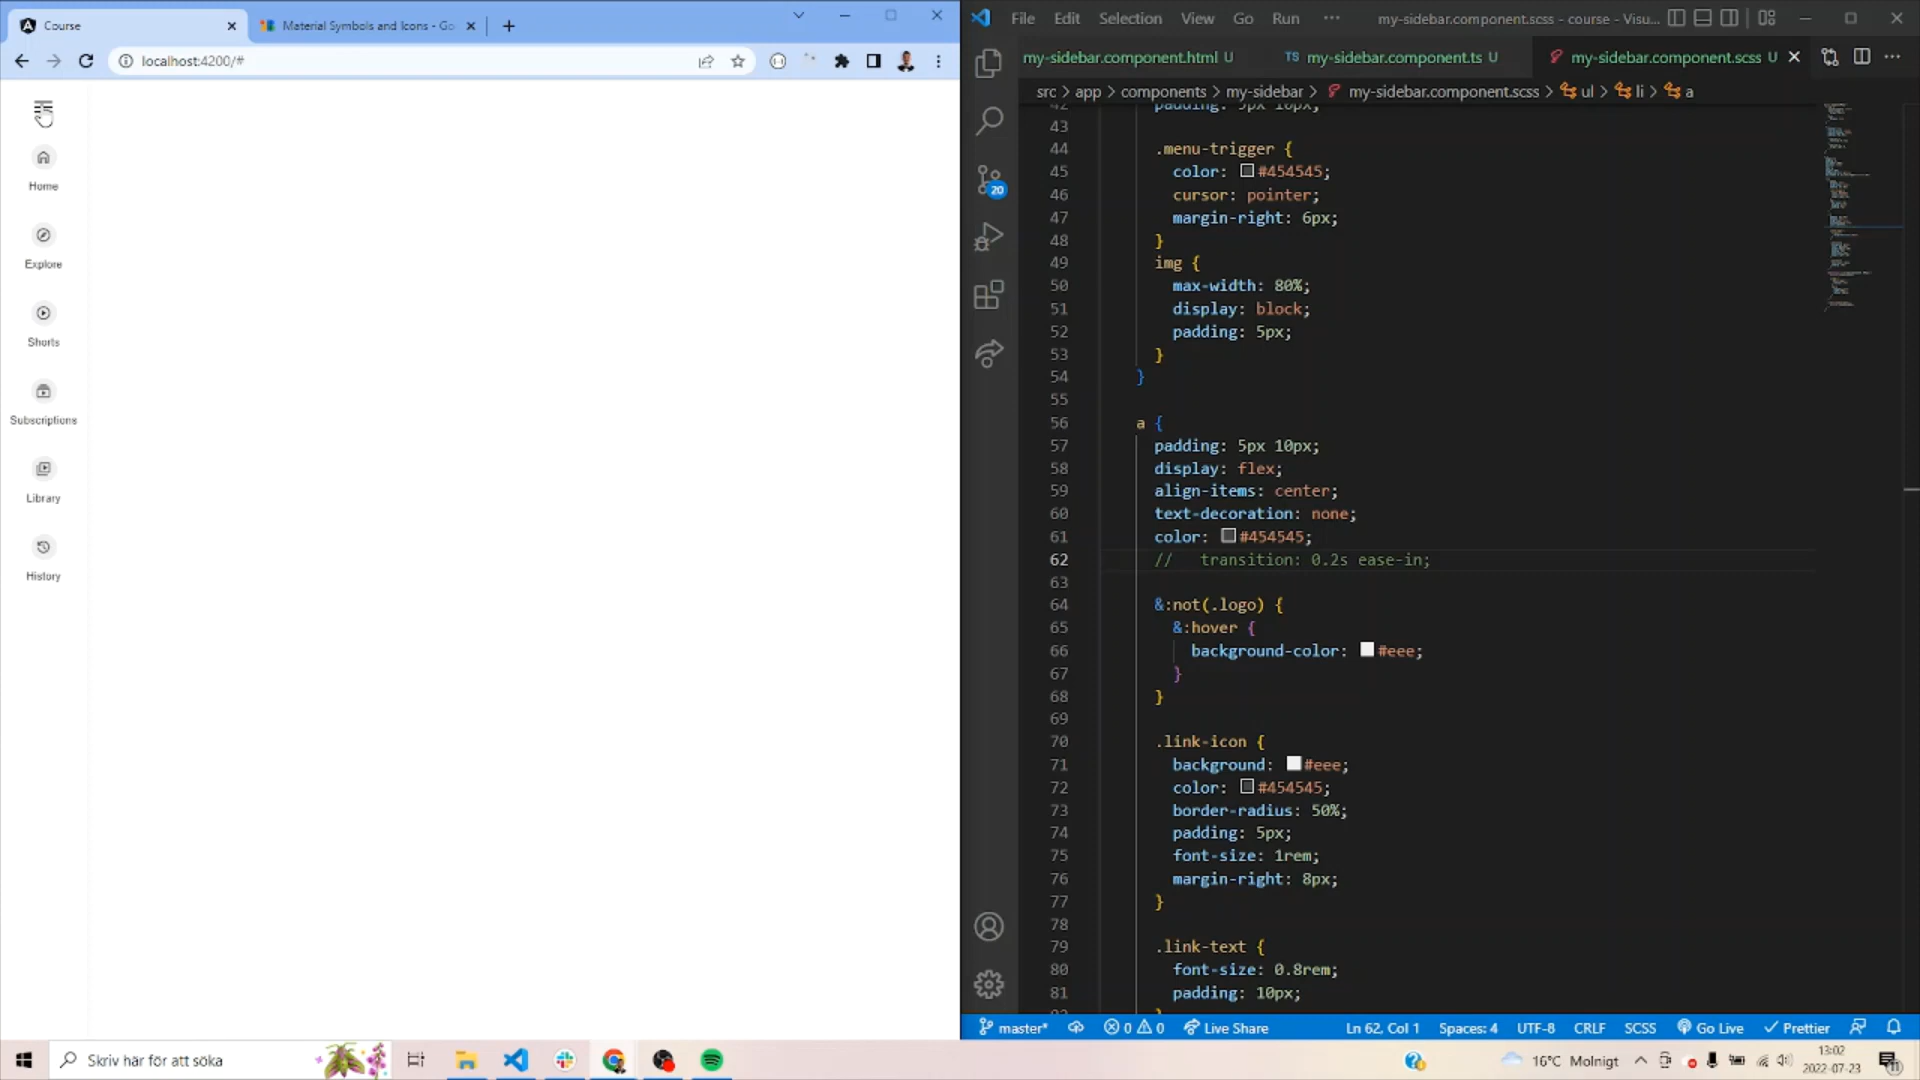 Course
Material Symbols and Icons - Go
localhost:4200/#
Home
Explore
Shorts
Subscriptions
Library
History
File Edit Selection View Go Run ··· my-sidebar.component.scss - course - Visu...
my-sidebar.component.html U
TS my-sidebar.component.ts U
my-sidebar.component.scss U
src > app > components > my-sidebar > my-sidebar.component.scss > ul > li > a
20
42 padding: 5px 10px;
43
44 .menu-trigger {
45 color: #454545;
46 cursor: pointer;
47 margin-right: 6px;
48 }
49 img {
50 max-width: 80%;
51 display: block;
52 padding: 5px;
53 }
54 }
55
56 a {
57 padding: 5px 10px;
58 display: flex;
59 align-items: center;
60 text-decoration: none;
61 color: #454545;
62 //   transition: 0.2s ease-in;
63
64 &:not(.logo) {
65 &:hover {
66 background-color: #eee;
67 }
68 }
69
70 .link-icon {
71 background: #eee;
72 color: #454545;
73 border-radius: 50%;
74 padding: 5px;
75 font-size: 1rem;
76 margin-right: 8px;
77 }
78
79 .link-text {
80 font-size: 0.8rem;
81 padding: 10px;
master* 0 0 Live Share Ln 62, Col 1 Spaces: 4 UTF-8 CRLF SCSS Go Live Prettier
Skriv här för att söka
16°C Molnigt
13:02
2022-07-23